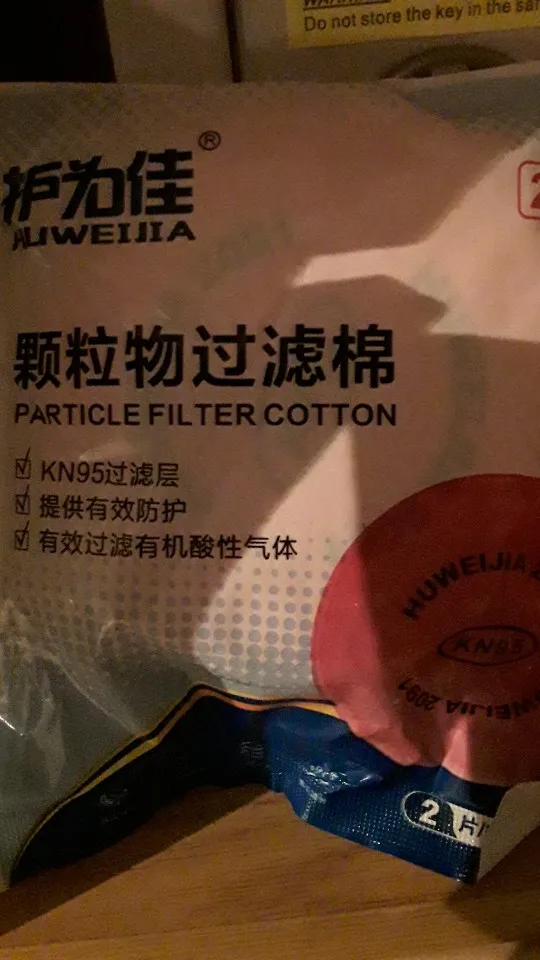 Do not store the key in the
护为佳®
HUWEIJIA
2
颗粒物过滤棉
PARTICLE FILTER COTTON
☑ KN95过滤层
☑ 提供有效防护
☑ 有效过滤有机酸性气体
HUWEIJIA
KN95
HUWEIJIA 2091
2片